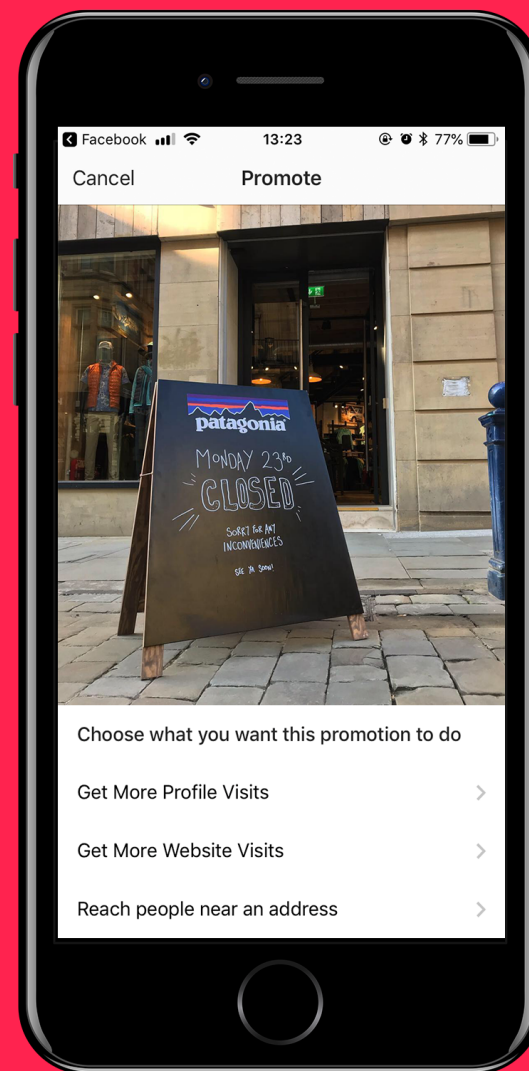 Facebook 13:23 77%
Cancel Promote
patagonia
MONDAY 23RD
CLOSED
SORRY FOR ANY
INCONVENIENCES
SEE YA SOON!
Choose what you want this promotion to do
Get More Profile Visits
Get More Website Visits
Reach people near an address